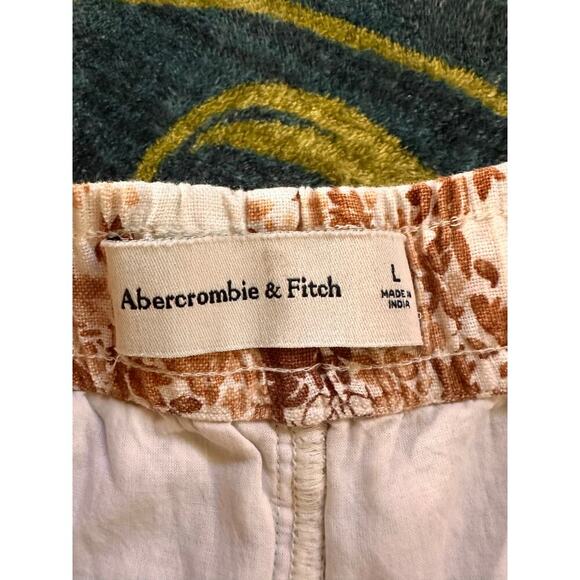 Abercrombie & Fitch
L
MADE IN
INDIA